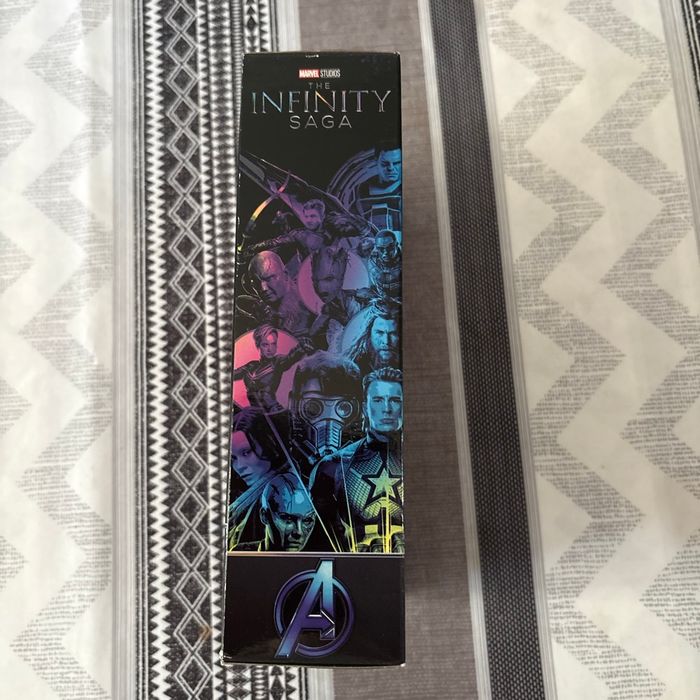 MARVEL STUDIOS
THE
INFINITY
SAGA